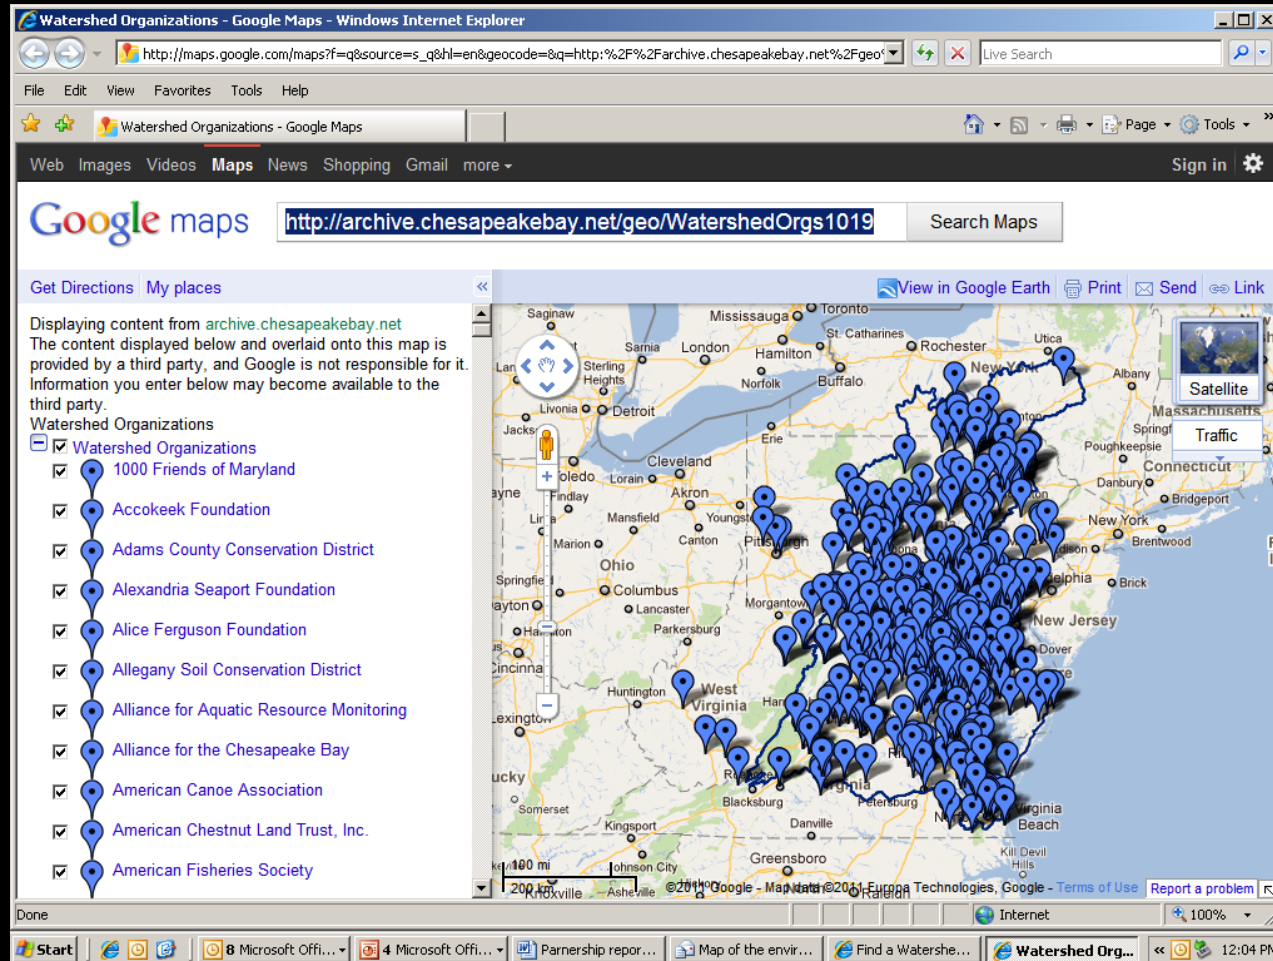 Watershed Organizations - Google Maps - Windows Internet Explorer
http://maps.google.com/maps?f=q&source=s_q&hl=en&geocode=&q=http:%2F%2Farchive.chesapeakebay.net%2Fgeo
Live Search
File Edit View Favorites Tools Help
Watershed Organizations - Google Maps
Page Tools »
Web Images Videos Maps News Shopping Gmail more
Sign in
Google maps
http://archive.chesapeakebay.net/geo/WatershedOrgs1019
Search Maps
Get Directions My places
«
View in Google Earth Print Send Link
Displaying content from archive.chesapeakebay.net
The content displayed below and overlaid onto this map is
provided by a third party, and Google is not responsible for it.
Information you enter below may become available to the
third party.
Watershed Organizations
Watershed Organizations
1000 Friends of Maryland
Accokeek Foundation
Adams County Conservation District
Alexandria Seaport Foundation
Alice Ferguson Foundation
Allegany Soil Conservation District
Alliance for Aquatic Resource Monitoring
Alliance for the Chesapeake Bay
American Canoe Association
American Chestnut Land Trust, Inc.
American Fisheries Society
Saginaw
Mississauga
Toronto
Sarnia
London
Hamilton
St. Catharines
Rochester
Utica
Sterling
Heights
Norfolk
Buffalo
New York
Albany
Satellite
Massachusetts
Livonia
Detroit
Traffic
Erie
Poughkeepsie
Connecticut
Cleveland
Lorain
Danbury
Bridgeport
Findlay
Akron
Mansfield
Canton
New York
Brentwood
Marion
Ohio
Columbus
Brick
Lancaster
Morgantow
New Jersey
Parkersburg
Dover
Huntington
West
Virginia
Blacksburg
Petersburg
Virginia
Beach
Somerset
Kingsport
Danville
Johnson City
Greensboro
Kill Devil
Hills
100 mi
200 km
Knoxville
Asheville
Raleigh
©2011 Google - Map data ©2011 Europa Technologies, Google - Terms of Use
Report a problem
Done
Internet
100%
Start
8 Microsoft Offi...
4 Microsoft Offi...
Parnership repor...
Map of the envir...
Find a Watershe...
Watershed Org...
«
12:04 PM